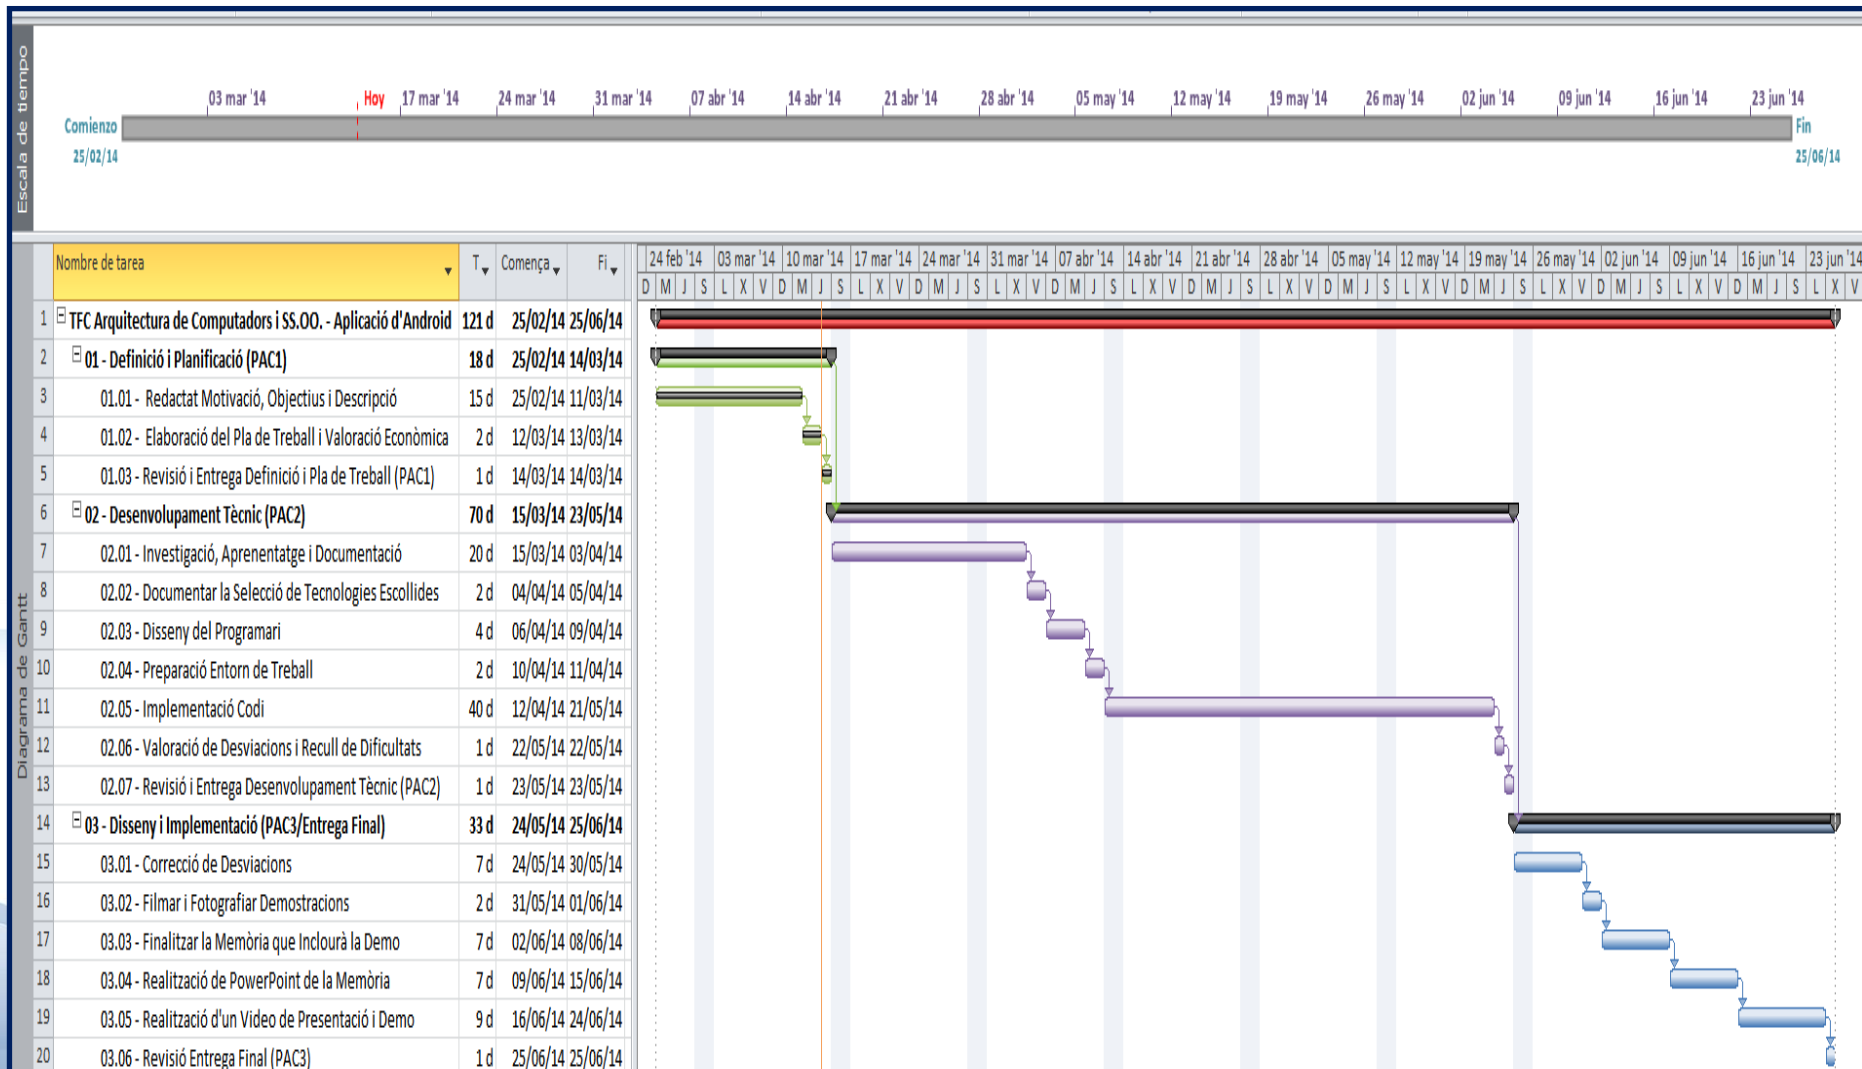 Escala de tiempo
03 mar '14 Hoy 17 mar '14 24 mar '14 31 mar '14 07 abr '14 14 abr '14 21 abr '14 28 abr '14 05 may '14 12 may '14 19 may '14 26 may '14 02 jun '14 09 jun '14 16 jun '14 23 jun '14
Comienzo
25/02/14
Fin
25/06/14
Diagrama de Gantt
Nombre de tarea T Comença Fi
24 feb '14 03 mar '14 10 mar '14 17 mar '14 24 mar '14 31 mar '14 07 abr '14 14 abr '14 21 abr '14 28 abr '14 05 may '14 12 may '14 19 may '14 26 may '14 02 jun '14 09 jun '14 16 jun '14 23 jun '14
D M J S L X V D M J S L X V D M J S L X V D M J S L X V D M J S L X V D M J S L X V D M J S L X V D M J S L X V D M J S L X V
1 TFC Arquitectura de Computadors i SS.OO. - Aplicació d'Android 121 d 25/02/14 25/06/14
2 01 - Definició i Planificació (PAC1) 18 d 25/02/14 14/03/14
3 01.01 - Redactat Motivació, Objectius i Descripció 15 d 25/02/14 11/03/14
4 01.02 - Elaboració del Pla de Treball i Valoració Econòmica 2 d 12/03/14 13/03/14
5 01.03 - Revisió i Entrega Definició i Pla de Treball (PAC1) 1 d 14/03/14 14/03/14
6 02 - Desenvolupament Tècnic (PAC2) 70 d 15/03/14 23/05/14
7 02.01 - Investigació, Aprenentatge i Documentació 20 d 15/03/14 03/04/14
8 02.02 - Documentar la Selecció de Tecnologies Escollides 2 d 04/04/14 05/04/14
9 02.03 - Disseny del Programari 4 d 06/04/14 09/04/14
10 02.04 - Preparació Entorn de Treball 2 d 10/04/14 11/04/14
11 02.05 - Implementació Codi 40 d 12/04/14 21/05/14
12 02.06 - Valoració de Desviacions i Recull de Dificultats 1 d 22/05/14 22/05/14
13 02.07 - Revisió i Entrega Desenvolupament Tècnic (PAC2) 1 d 23/05/14 23/05/14
14 03 - Disseny i Implementació (PAC3/Entrega Final) 33 d 24/05/14 25/06/14
15 03.01 - Correcció de Desviacions 7 d 24/05/14 30/05/14
16 03.02 - Filmar i Fotografiar Demostracions 2 d 31/05/14 01/06/14
17 03.03 - Finalitzar la Memòria que Inclourà la Demo 7 d 02/06/14 08/06/14
18 03.04 - Realització de PowerPoint de la Memòria 7 d 09/06/14 15/06/14
19 03.05 - Realització d'un Video de Presentació i Demo 9 d 16/06/14 24/06/14
20 03.06 - Revisió Entrega Final (PAC3) 1 d 25/06/14 25/06/14